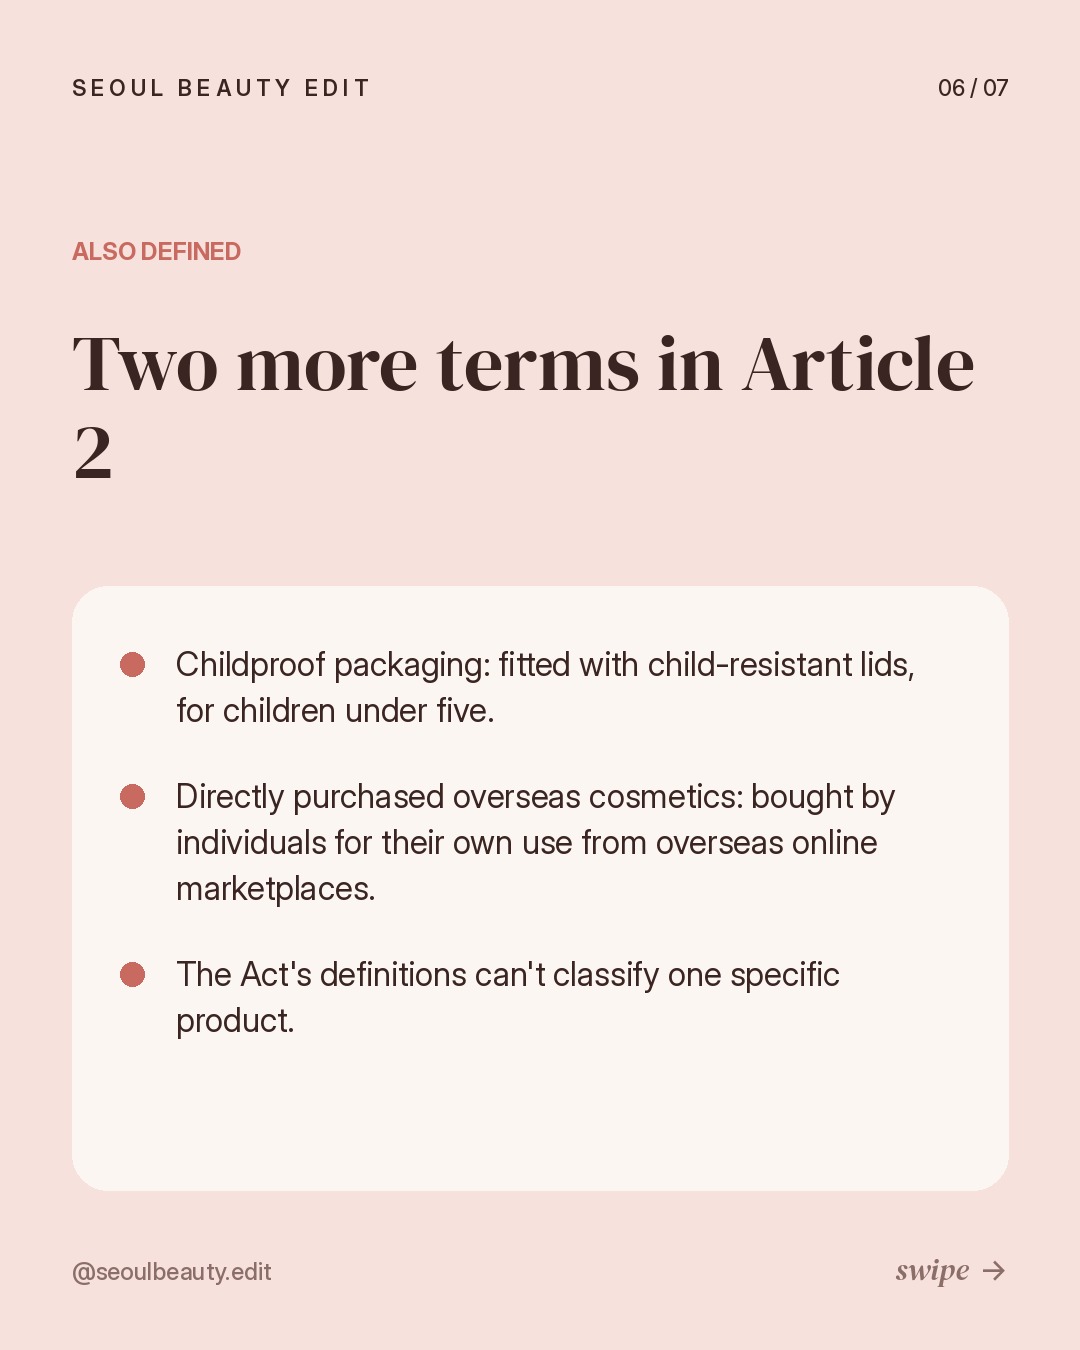 SEOUL BEAUTY EDIT
06 / 07
ALSO DEFINED
Two more terms in Article
2
Childproof packaging: fitted with child-resistant lids,
for children under five.
Directly purchased overseas cosmetics: bought by
individuals for their own use from overseas online
marketplaces.
The Act's definitions can't classify one specific
product.
@seoulbeauty.edit
swipe →